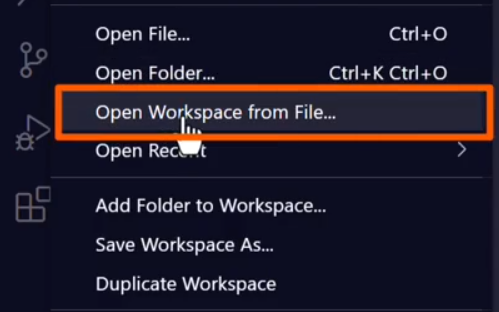 Open File... Ctrl+O
Open Folder... Ctrl+K Ctrl+O
Open Workspace from File...
Open Recent
Add Folder to Workspace...
Save Workspace As...
Duplicate Workspace